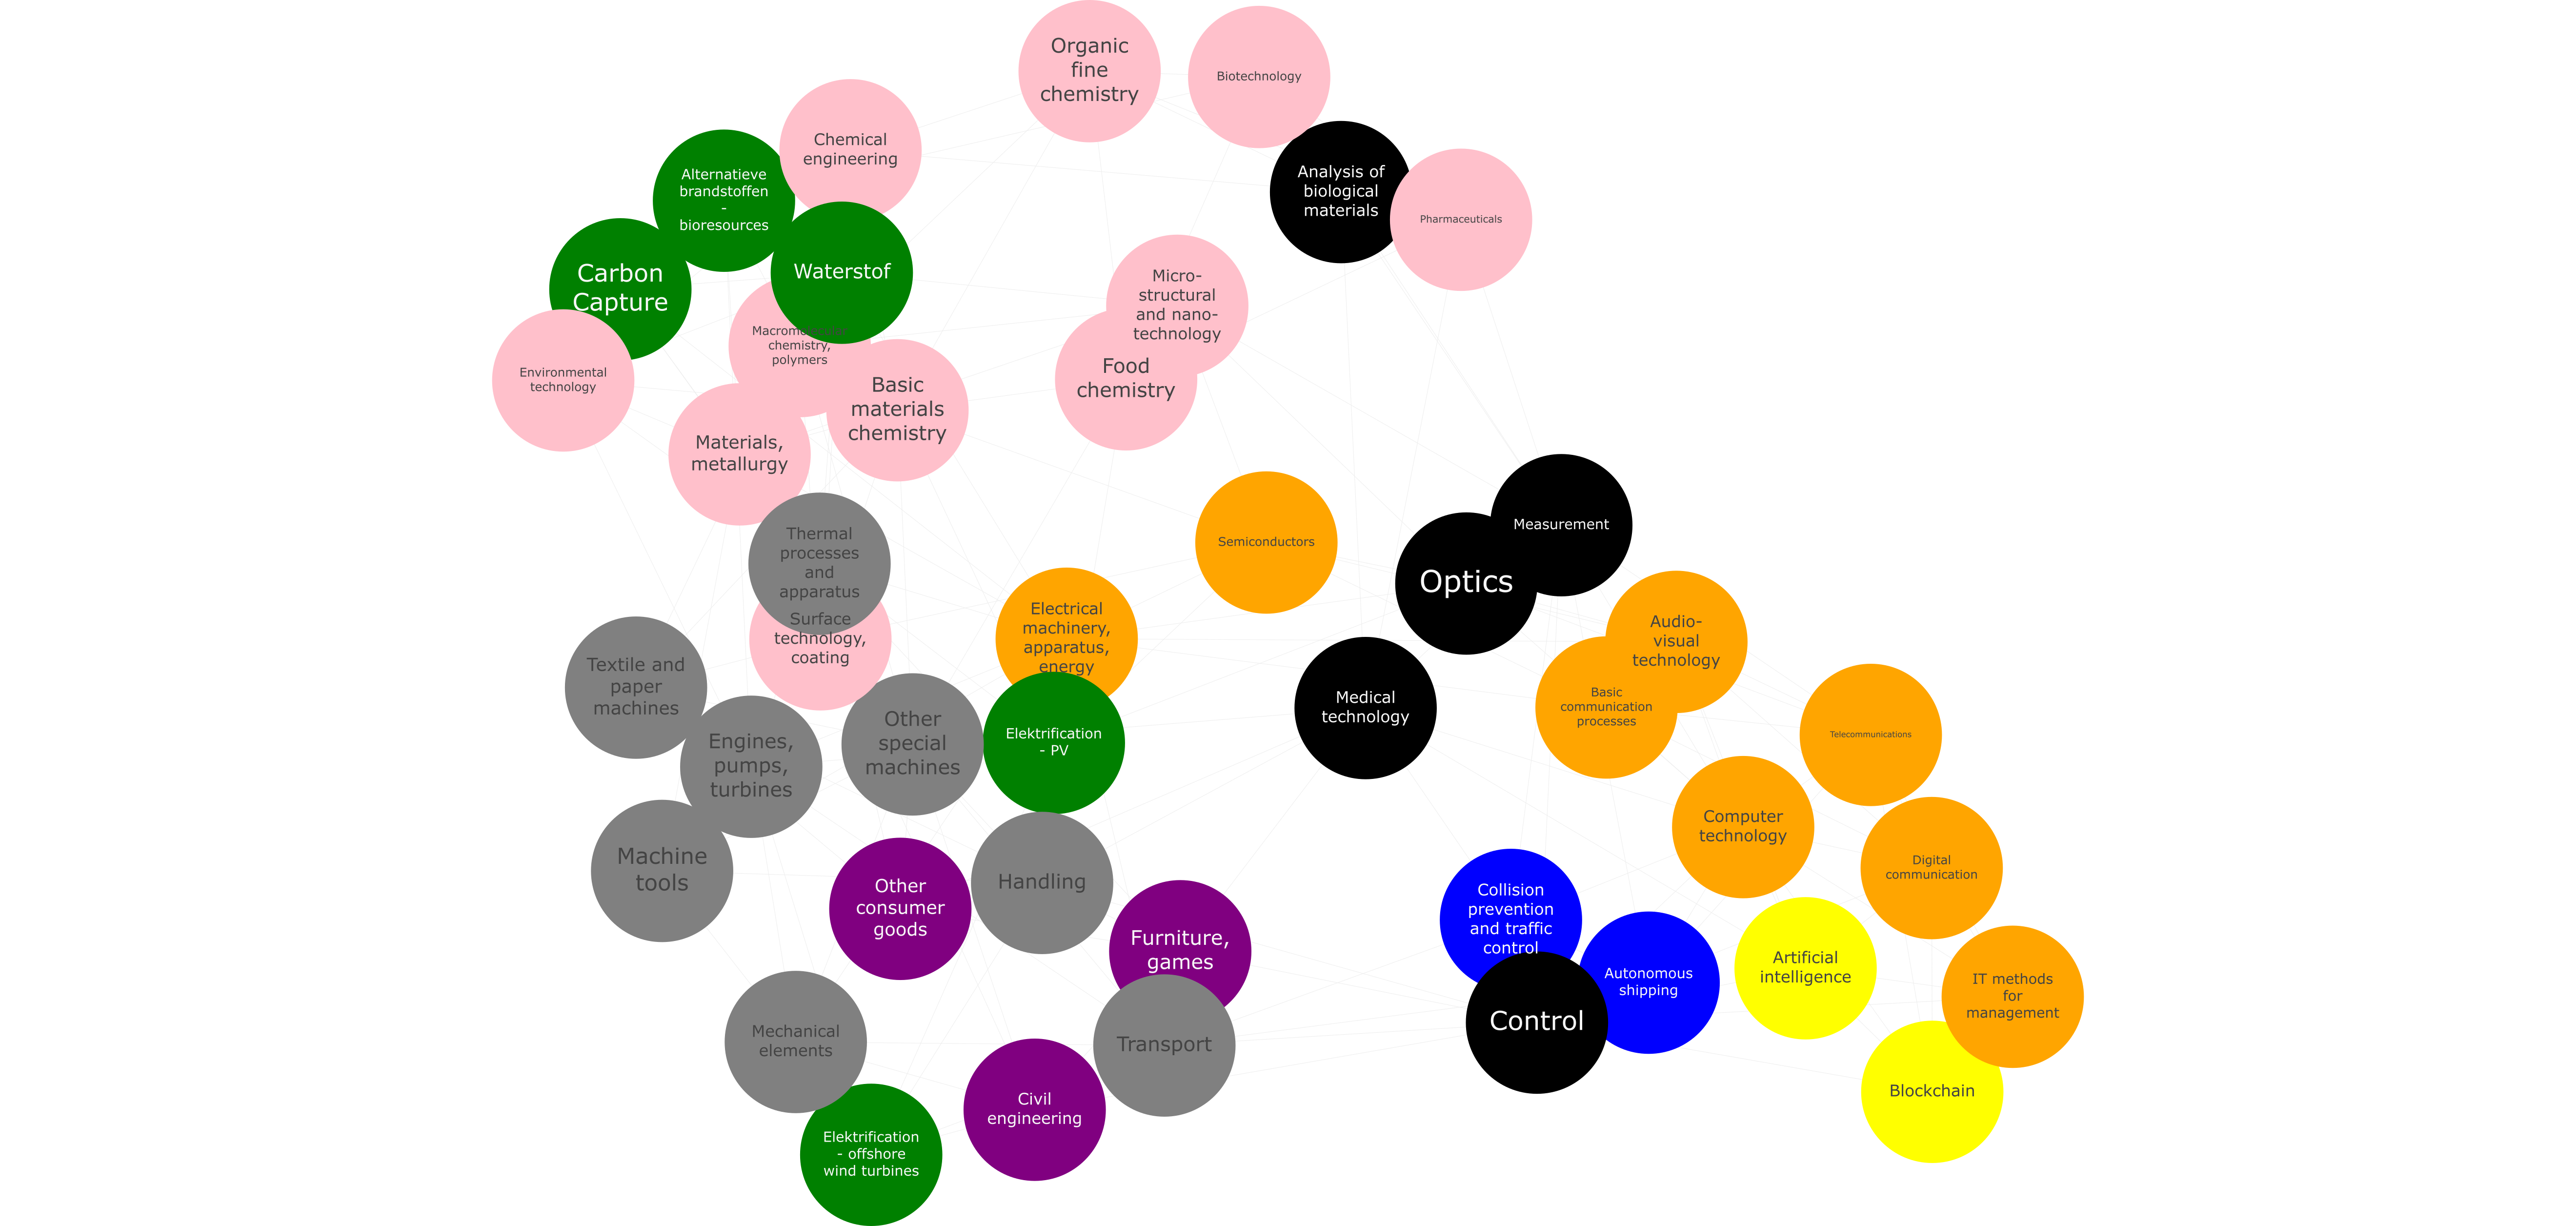 Organic
fine
chemistry
Biotechnology
Chemical
engineering
Alternatieve
brandstoffen
-
bioresources
Analysis of
biological
materials
Pharmaceuticals
Carbon
Capture
Waterstof
Micro-
structural
and nano-
technology
Macromolecular
chemistry,
polymers
Environmental
technology
Food
chemistry
Basic
materials
chemistry
Materials,
metallurgy
Measurement
Semiconductors
Optics
Thermal
processes
and
apparatus
Surface
technology,
coating
Electrical
machinery,
apparatus,
energy
Audio-
visual
technology
Textile and
paper
machines
Medical
technology
Basic
communication
processes
Telecommunications
Engines,
pumps,
turbines
Other
special
machines
Elektrification
- PV
Computer
technology
Machine
tools
Handling
Digital
communication
Other
consumer
goods
Collision
prevention
and traffic
control
Furniture,
games
Artificial
intelligence
Autonomous
shipping
IT methods
for
management
Control
Mechanical
elements
Transport
Blockchain
Civil
engineering
Elektrification
- offshore
wind turbines